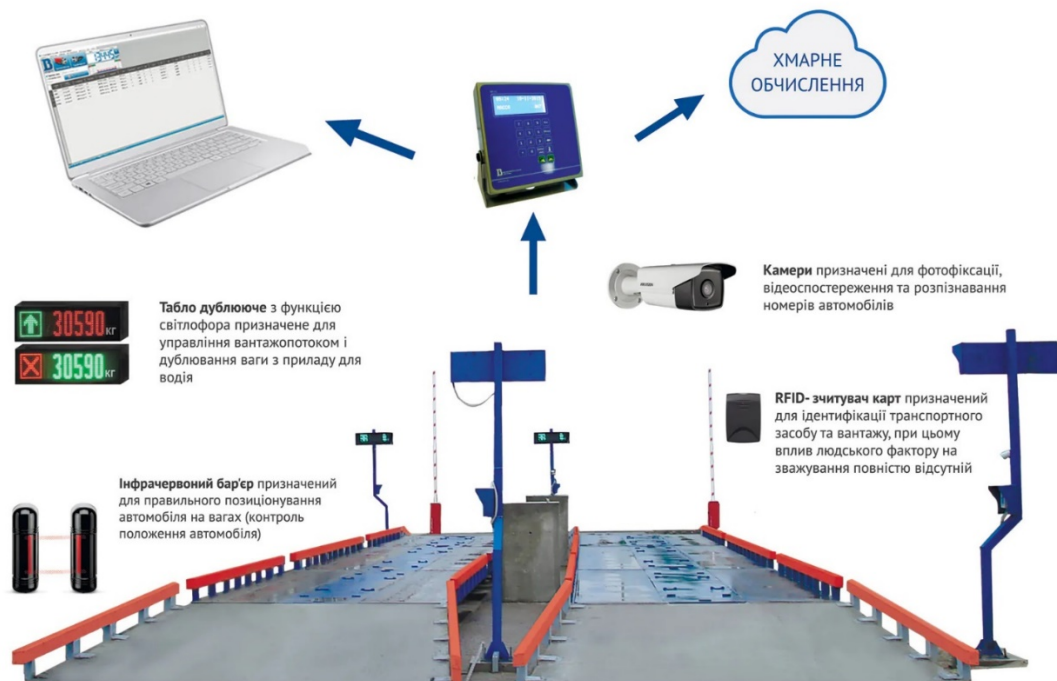 ХМАРНЕ
ОБЧИСЛЕННЯ
Камери призначені для фотофіксації,
відеоспостереження та розпізнавання
номерів автомобілів
30590 кг
30590 кг
Табло дублююче з функцією
світлофора призначене для
управління вантажопотоком і
дублювання ваги з приладу для
водія
RFID- зчитувач карт призначений
для ідентифікації транспортного
засобу та вантажу, при цьому
вплив людського фактору на
зважування повністю відсутній
Інфрачервоний бар'єр призначений
для правильного позиціонування
автомобіля на вагах (контроль
положення автомобіля)